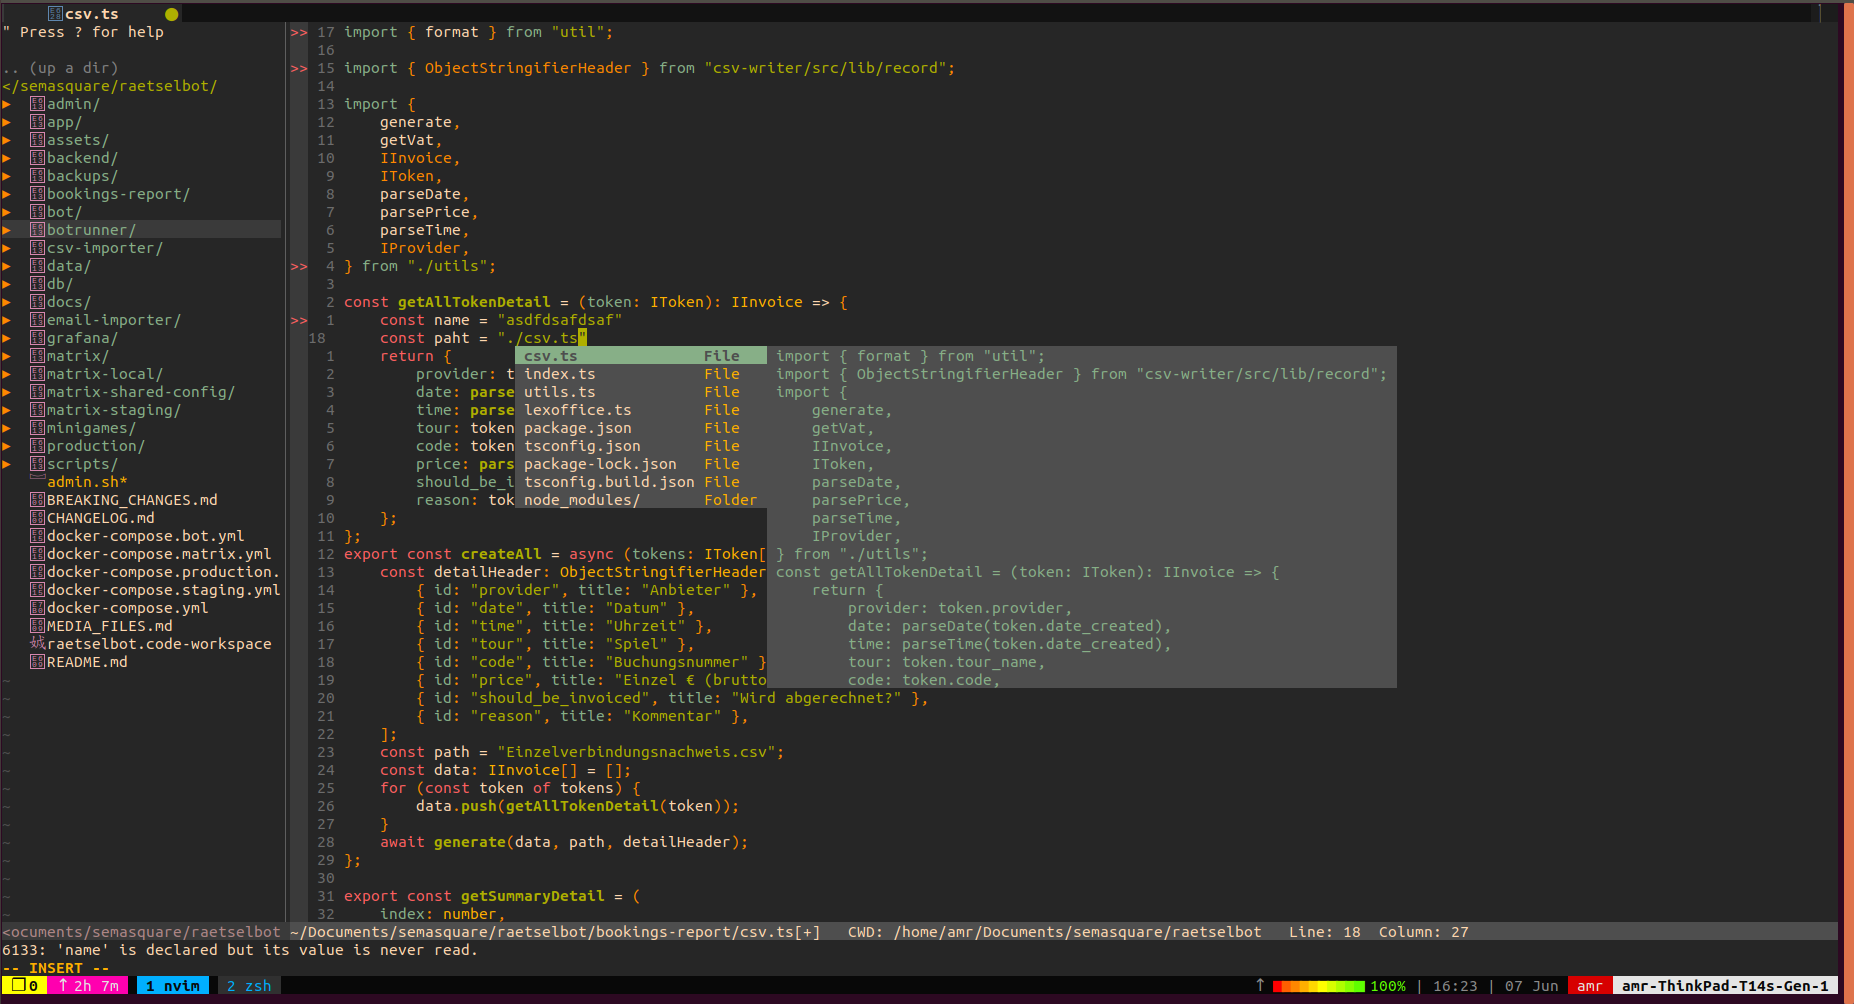 csv.ts
" Press ? for help
.. (up a dir)
</semasquare/raetselbot/
▸ admin/
▸ app/
▸ assets/
▸ backend/
▸ backups/
▸ bookings-report/
▸ bot/
▸ botrunner/
▸ csv-importer/
▸ data/
▸ db/
▸ docs/
▸ email-importer/
▸ grafana/
▸ matrix/
▸ matrix-local/
▸ matrix-shared-config/
▸ matrix-staging/
▸ minigames/
▸ production/
▸ scripts/
admin.sh*
BREAKING_CHANGES.md
CHANGELOG.md
docker-compose.bot.yml
docker-compose.matrix.yml
docker-compose.production.
docker-compose.staging.yml
docker-compose.yml
MEDIA_FILES.md
raetselbot.code-workspace
README.md
>> 17 import { format } from "util";
16
>> 15 import { ObjectStringifierHeader } from "csv-writer/src/lib/record";
14
13 import {
12 generate,
11 getVat,
10 IInvoice,
9 IToken,
8 parseDate,
7 parsePrice,
6 parseTime,
5 IProvider,
>> 4 } from "./utils";
3
2 const getAllTokenDetail = (token: IToken): IInvoice => {
>> 1 const name = "asdfdsafdsaf"
18 const paht = "./csv.ts"
1 return {
2 provider: t
3 date: parse
4 time: parse
5 tour: token
6 code: token
7 price: pars
8 should_be_i
9 reason: tok
10 };
11 };
12 export const createAll = async (tokens: IToken[
13 const detailHeader: ObjectStringifierHeader
14 { id: "provider", title: "Anbieter" },
15 { id: "date", title: "Datum" },
16 { id: "time", title: "Uhrzeit" },
17 { id: "tour", title: "Spiel" },
18 { id: "code", title: "Buchungsnummer" }
19 { id: "price", title: "Einzel € (brutto
20 { id: "should_be_invoiced", title: "Wird abgerechnet?" },
21 { id: "reason", title: "Kommentar" },
22 ];
23 const path = "Einzelverbindungsnachweis.csv";
24 const data: IInvoice[] = [];
25 for (const token of tokens) {
26 data.push(getAllTokenDetail(token));
27 }
28 await generate(data, path, detailHeader);
29 };
30
31 export const getSummaryDetail = (
32 index: number,
csv.ts File
index.ts File
utils.ts File
lexoffice.ts File
package.json File
tsconfig.json File
package-lock.json File
tsconfig.build.json File
node_modules/ Folder
import { format } from "util";
import { ObjectStringifierHeader } from "csv-writer/src/lib/record";
import {
generate,
getVat,
IInvoice,
IToken,
parseDate,
parsePrice,
parseTime,
IProvider,
} from "./utils";
const getAllTokenDetail = (token: IToken): IInvoice => {
return {
provider: token.provider,
date: parseDate(token.date_created),
time: parseTime(token.date_created),
tour: token.tour_name,
code: token.code,
<ocuments/semasquare/raetselbot ~/Documents/semasquare/raetselbot/bookings-report/csv.ts[+] CWD: /home/amr/Documents/semasquare/raetselbot Line: 18 Column: 27
6133: 'name' is declared but its value is never read.
-- INSERT --
❐ 0 ↑ 2h 7m 1 nvim 2 zsh ↑ 100% | 16:23 | 07 Jun amr amr-ThinkPad-T14s-Gen-1